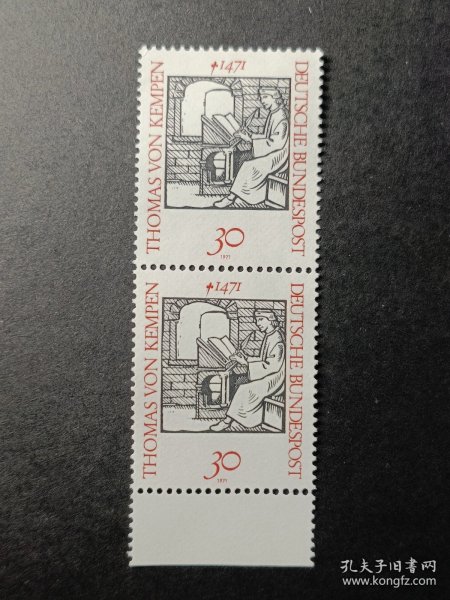 †1471
THOMAS VON KEMPEN
DEUTSCHE BUNDESPOST
30
1971
†1471
THOMAS VON KEMPEN
DEUTSCHE BUNDESPOST
30
1971
孔夫子旧书网
www.kongfz.com